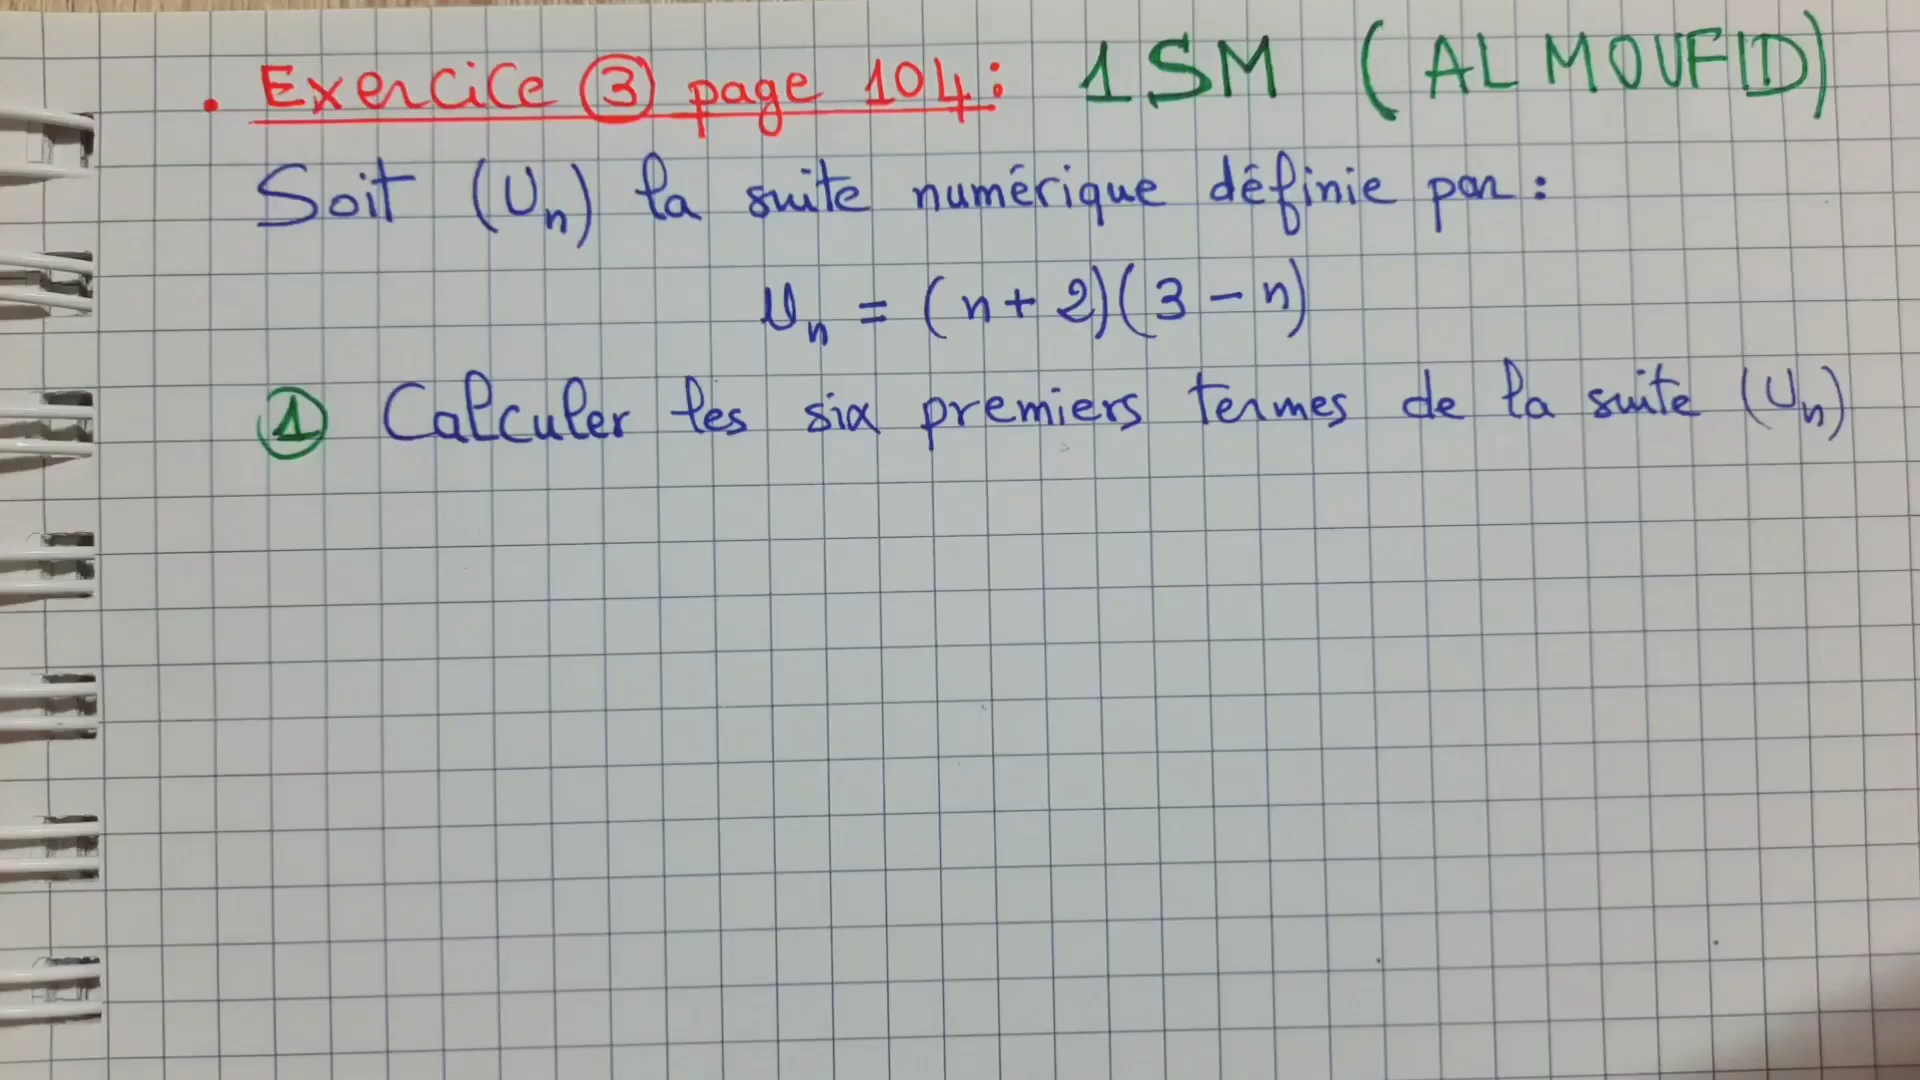 . Exercice ③ page 104: 1SM (AL MOUFID)
Soit (Un) la suite numérique définie par :
Un = (n+2)(3-n)
① Calculer les six premiers termes de la suite (Un)